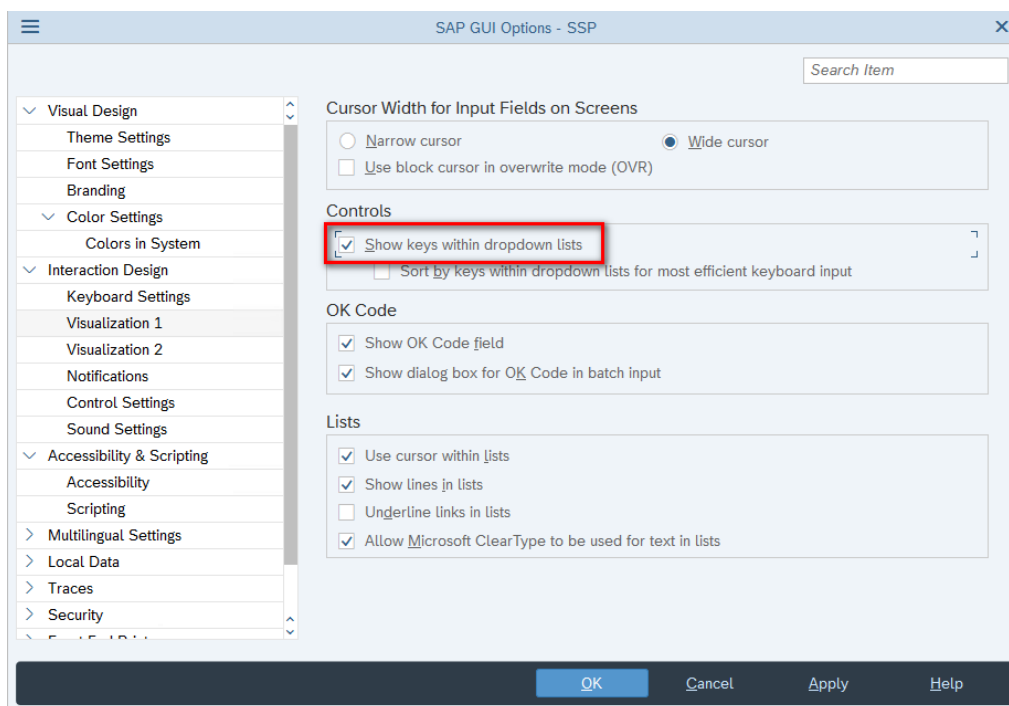 SAP GUI Options - SSP
Search Item
Visual Design
Theme Settings
Font Settings
Branding
Color Settings
Colors in System
Interaction Design
Keyboard Settings
Visualization 1
Visualization 2
Notifications
Control Settings
Sound Settings
Accessibility & Scripting
Accessibility
Scripting
Multilingual Settings
Local Data
Traces
Security
Cursor Width for Input Fields on Screens
Narrow cursor
Wide cursor
Use block cursor in overwrite mode (OVR)
Controls
Show keys within dropdown lists
Sort by keys within dropdown lists for most efficient keyboard input
OK Code
Show OK Code field
Show dialog box for OK Code in batch input
Lists
Use cursor within lists
Show lines in lists
Underline links in lists
Allow Microsoft ClearType to be used for text in lists
OK
Cancel
Apply
Help